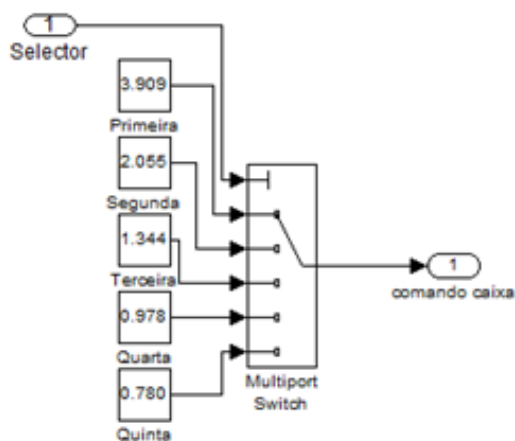 1
Selector
3.909
Primeira
2.055
Segunda
1.344
Terceira
0.978
Quarta
0.780
Quinta
Multiport
Switch
1
comando caixa